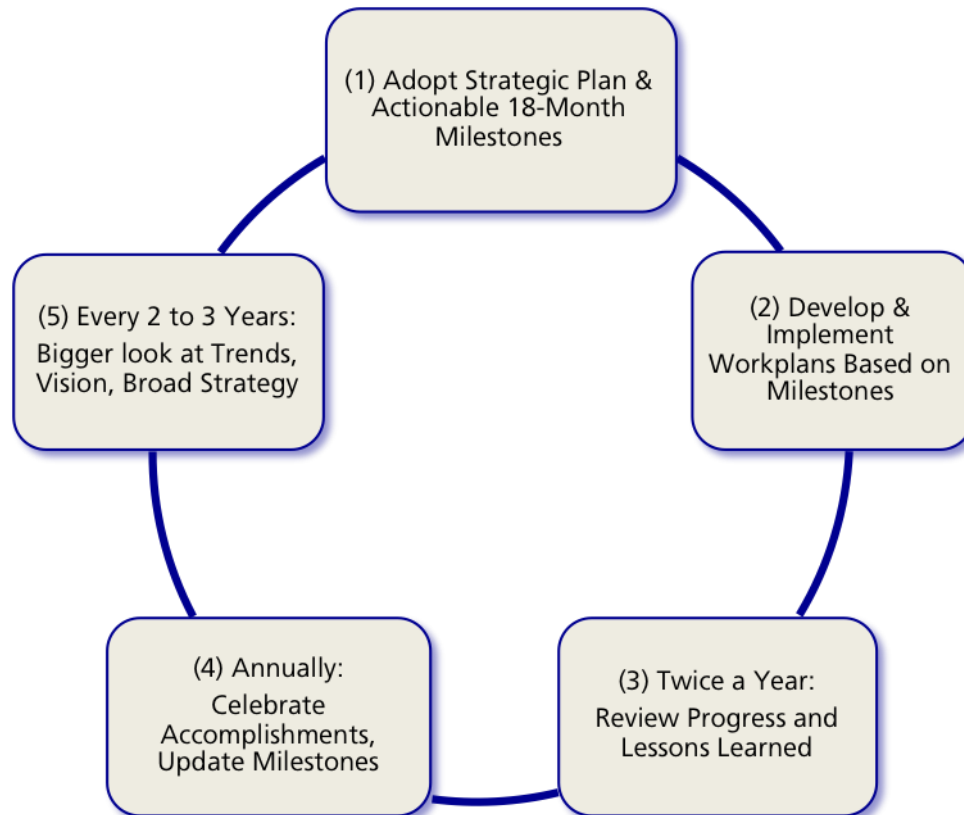 (1) Adopt Strategic Plan &
Actionable 18-Month
Milestones
(2) Develop &
Implement
Workplans Based on
Milestones
(3) Twice a Year:
Review Progress and
Lessons Learned
(4) Annually:
Celebrate
Accomplishments,
Update Milestones
(5) Every 2 to 3 Years:
Bigger look at Trends,
Vision, Broad Strategy